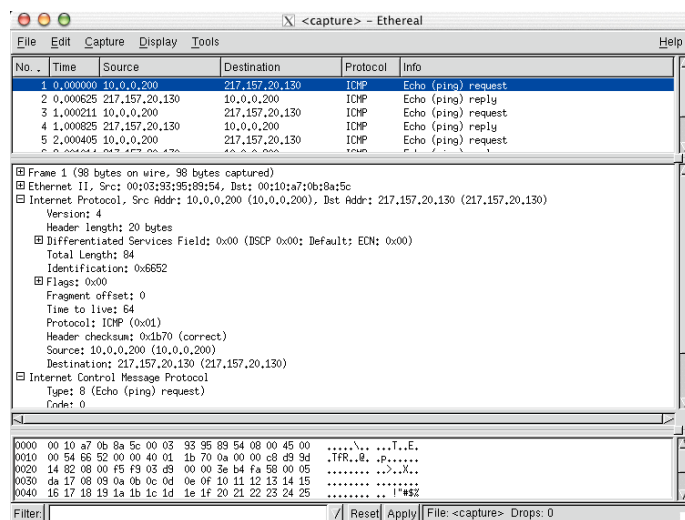 <capture> - Ethereal
File Edit Capture Display Tools Help
No. . Time Source Destination Protocol Info
1 0.000000 10.0.0.200 217.157.20.130 ICMP Echo (ping) request
2 0.000625 217.157.20.130 10.0.0.200 ICMP Echo (ping) reply
3 1.000211 10.0.0.200 217.157.20.130 ICMP Echo (ping) request
4 1.000825 217.157.20.130 10.0.0.200 ICMP Echo (ping) reply
5 2.000405 10.0.0.200 217.157.20.130 ICMP Echo (ping) request
Frame 1 (98 bytes on wire, 98 bytes captured)
Ethernet II, Src: 00:03:93:95:89:54, Dst: 00:10:a7:0b:8a:5c
Internet Protocol, Src Addr: 10.0.0.200 (10.0.0.200), Dst Addr: 217.157.20.130 (217.157.20.130)
Version: 4
Header length: 20 bytes
Differentiated Services Field: 0x00 (DSCP 0x00: Default; ECN: 0x00)
Total Length: 84
Identification: 0x6652
Flags: 0x00
Fragment offset: 0
Time to live: 64
Protocol: ICMP (0x01)
Header checksum: 0x1b70 (correct)
Source: 10.0.0.200 (10.0.0.200)
Destination: 217.157.20.130 (217.157.20.130)
Internet Control Message Protocol
Type: 8 (Echo (ping) request)
Code: 0
0000 00 10 a7 0b 8a 5c 00 03 93 95 89 54 08 00 45 00 .....\.. ...T..E.
0010 00 54 66 52 00 00 40 01 1b 70 0a 00 00 c8 d9 9d .TfR..@. .p......
0020 14 82 08 00 f5 f9 03 d9 00 00 3e b4 fa 58 00 05 ........ ..>..X..
0030 da 17 08 09 0a 0b 0c 0d 0e 0f 10 11 12 13 14 15 ........ ........
0040 16 17 18 19 1a 1b 1c 1d 1e 1f 20 21 22 23 24 25 ........ .. !"#$%
Filter: Reset Apply File: <capture> Drops: 0